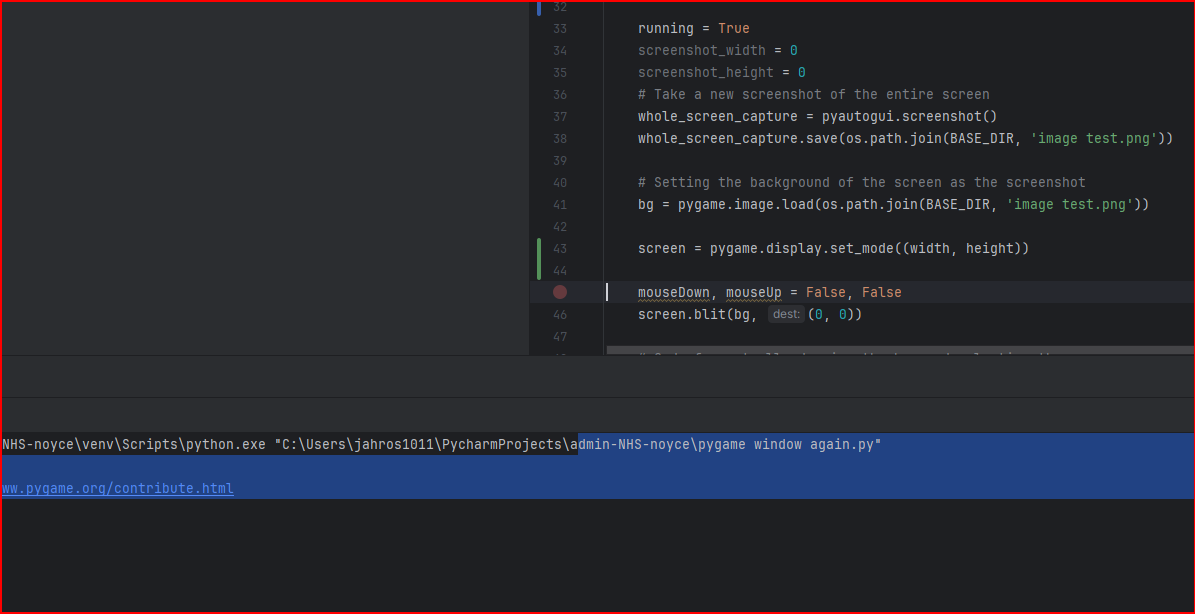 32
33 running = True
34 screenshot_width = 0
35 screenshot_height = 0
36 # Take a new screenshot of the entire screen
37 whole_screen_capture = pyautogui.screenshot()
38 whole_screen_capture.save(os.path.join(BASE_DIR, 'image test.png'))
39
40 # Setting the background of the screen as the screenshot
41 bg = pygame.image.load(os.path.join(BASE_DIR, 'image test.png'))
42
43 screen = pygame.display.set_mode((width, height))
44
mouseDown, mouseUp = False, False
46 screen.blit(bg, dest: (0, 0))
47
NHS-noyce\venv\Scripts\python.exe "C:\Users\jahros1011\PycharmProjects\admin-NHS-noyce\pygame window again.py"
ww.pygame.org/contribute.html